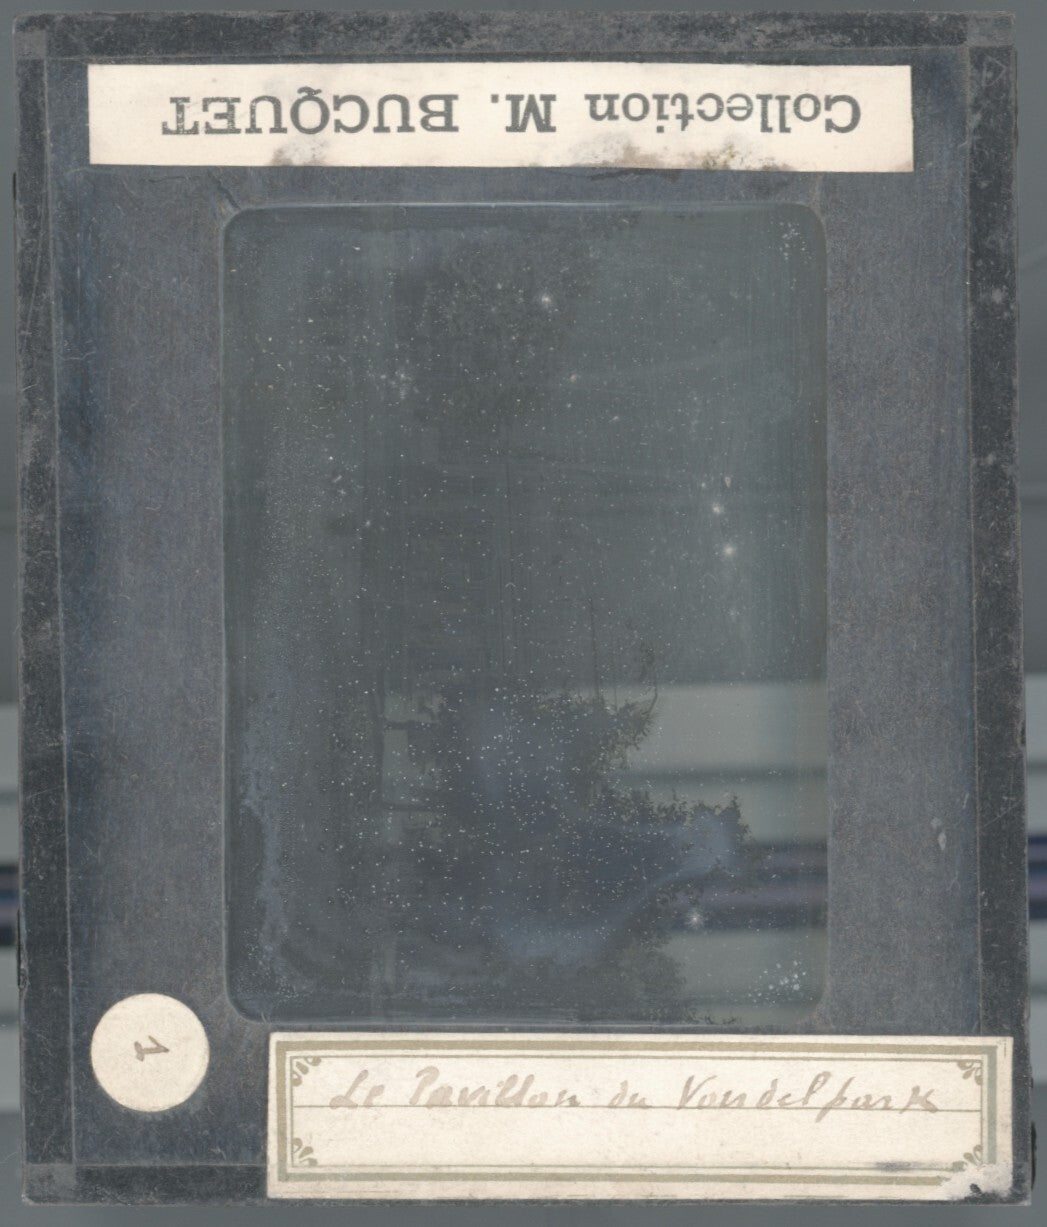 Collection M. BUCQUET
1
Le Pavillon du Vondelpark